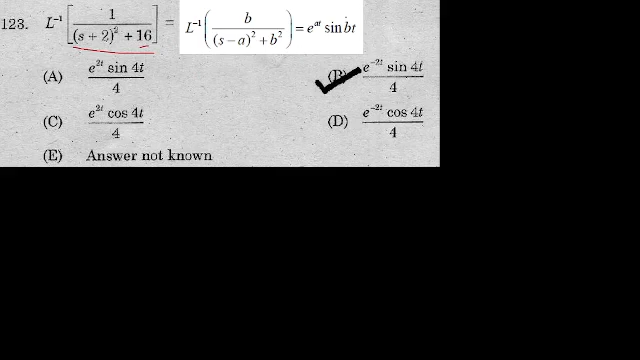 123. L⁻¹[1/((s + 2)² + 16)] = L⁻¹(b/((s−a)² + b²)) = e^{at} sin bt
(A) e^{2t} sin 4t / 4 (B) e^{−2t} sin 4t / 4
(C) e^{2t} cos 4t / 4 (D) e^{−2t} cos 4t / 4
(E) Answer not known